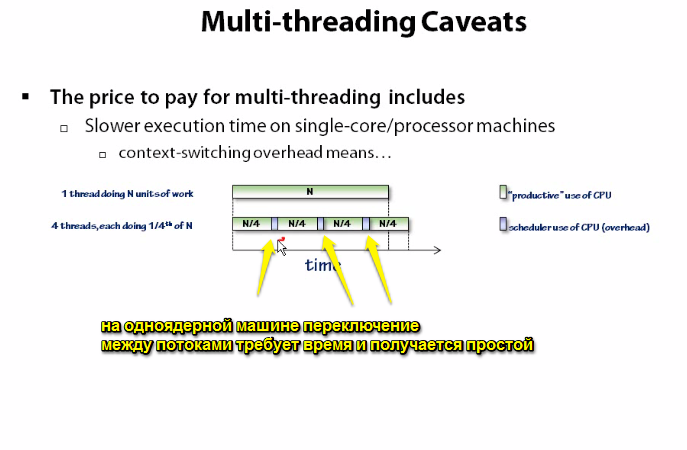 Multi-threading Caveats
The price to pay for multi-threading includes
Slower execution time on single-core/processor machines
context-switching overhead means…
1 thread doing N units of work
N
"productive" use of CPU
4 threads, each doing 1/4th of N
N/4 N/4 N/4 N/4
scheduler use of CPU (overhead)
time
на одноядерной машине переключение
между потоками требует время и получается простой